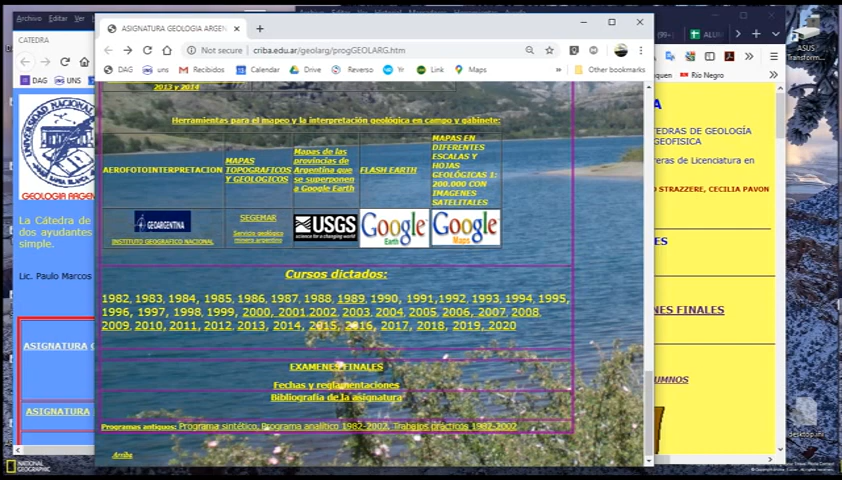 Archivo Editar Ver
CATEDRA
ASIGNATURA GEOLOGIA ARGEN
Not secure | criba.edu.ar/geolarg/progGEOLARG.htm
DAG uns Recibidos Calendar Drive Reverso Yr Link Maps Other bookmarks
DAG UNS
Río Negro
ASUS
Transform...
2013 y 2014
Herramientas para el mapeo y la interpretación geológica en campo y gabinete:
AEROFOTOINTERPRETACION
MAPAS
TOPOGRAFICOS
Y GEOLOGICOS
Mapas de las
provincias de
Argentina que
se superponen
a Google Earth
FLASH EARTH
MAPAS EN
DIFERENTES
ESCALAS Y
HOJAS
GEOLÓGICAS 1:
200.000 CON
IMAGENES
SATELITALES
GEOARGENTINA
INSTITUTO GEOGRAFICO NACIONAL
SEGEMAR
Servicio geológico
minero argentino
USGS
science for a changing world
Google
Earth
Google
Maps
Cursos dictados:
1982, 1983, 1984, 1985, 1986, 1987, 1988, 1989, 1990, 1991,1992, 1993, 1994, 1995,
1996, 1997, 1998, 1999, 2000, 2001,2002, 2003, 2004, 2005, 2006, 2007, 2008,
2009, 2010, 2011, 2012, 2013, 2014, 2015, 2016, 2017, 2018, 2019, 2020
EXAMENES FINALES
Fechas y reglamentaciones
Bibliografía de la asignatura
Programas antiguos: Programa sintético, Programa analítico 1982-2002, Trabajos prácticos 1982-2002
Arriba
UNIVERSIDAD NACIONAL
GEOLOGIA ARGEN
La Cátedra de
dos ayudantes
simple.
Lic. Paulo Marcos
ASIGNATURA
ASIGNATURA
A
TEDRAS DE GEOLOGÍA
EOFISICA
reras de Licenciatura en
O STRAZZERE, CECILIA PAVON
ES
ENES FINALES
UMNOS
desktop.ini
NATIONAL
GEOGRAPHIC